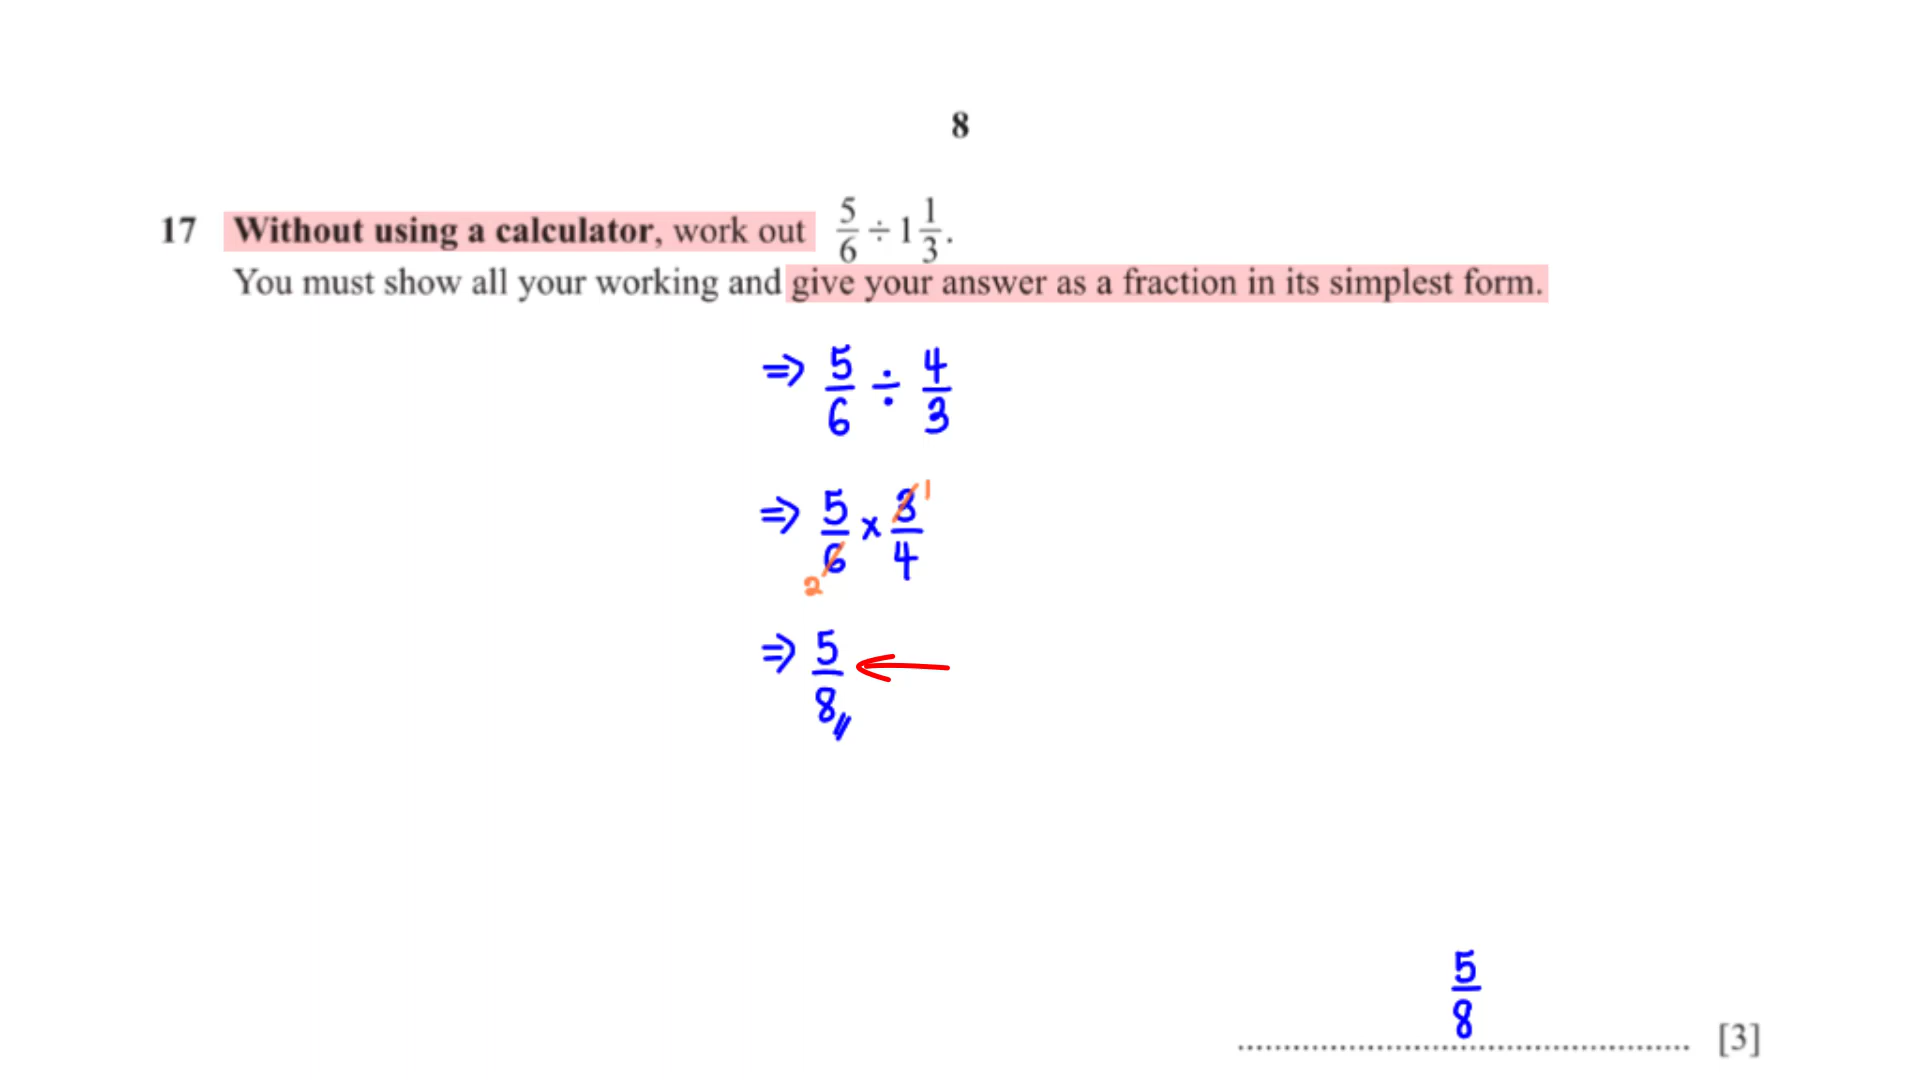 8
17 Without using a calculator, work out 5/6 ÷ 1 1/3.
You must show all your working and give your answer as a fraction in its simplest form.
⇒ 5/6 ÷ 4/3
⇒ 5/6 × 3/4 1
2
⇒ 5/8 ←
5/8
................................................ [3]